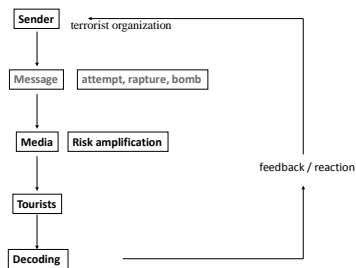 Sender
terrorist organization
Message
attempt, rapture, bomb
Media
Risk amplification
feedback / reaction
Tourists
Decoding